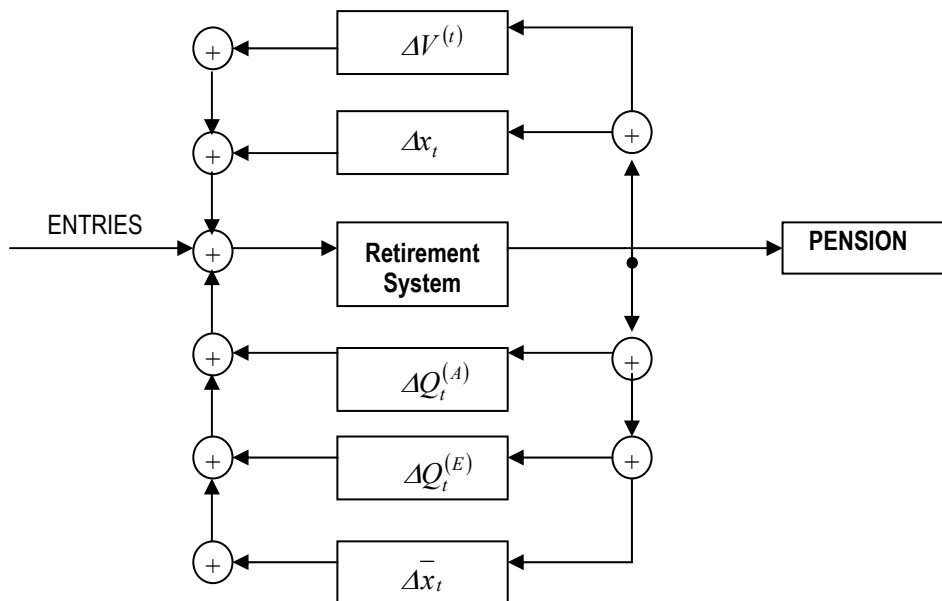 +
ΔV^(t)
+
Δx_t
+
ENTRIES
+
Retirement
System
PENSION
+
ΔQ_t^(A)
+
+
ΔQ_t^(E)
+
+
Δx̄_t